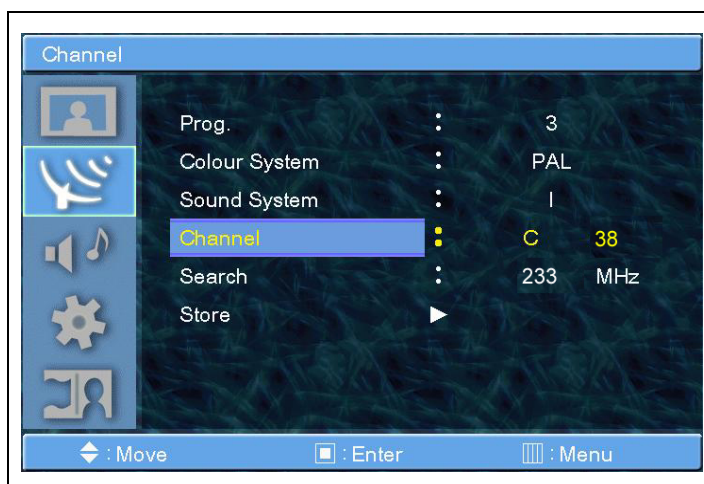 Channel
Prog. : 3
Colour System : PAL
Sound System : I
Channel : C 38
Search : 233 MHz
Store
: Move : Enter : Menu